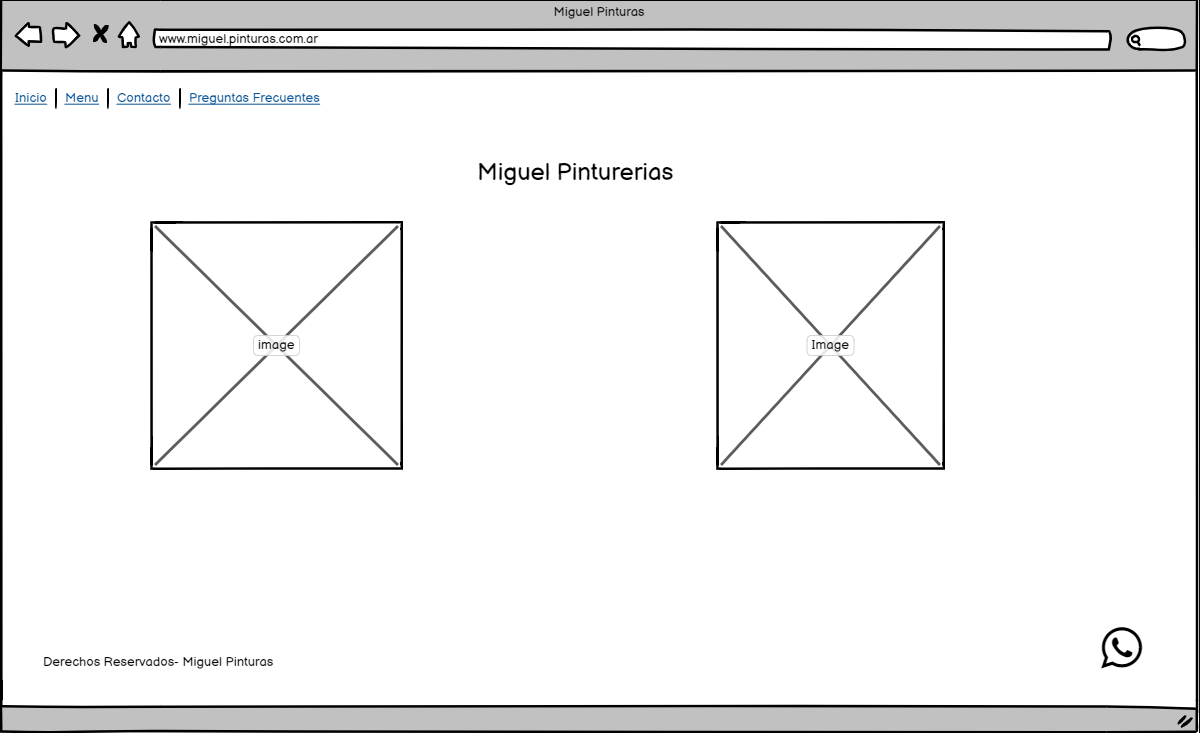 Miguel Pinturas
www.miguel.pinturas.com.ar
Inicio Menu Contacto Preguntas Frecuentes
Miguel Pinturerias
image Image
Derechos Reservados- Miguel Pinturas